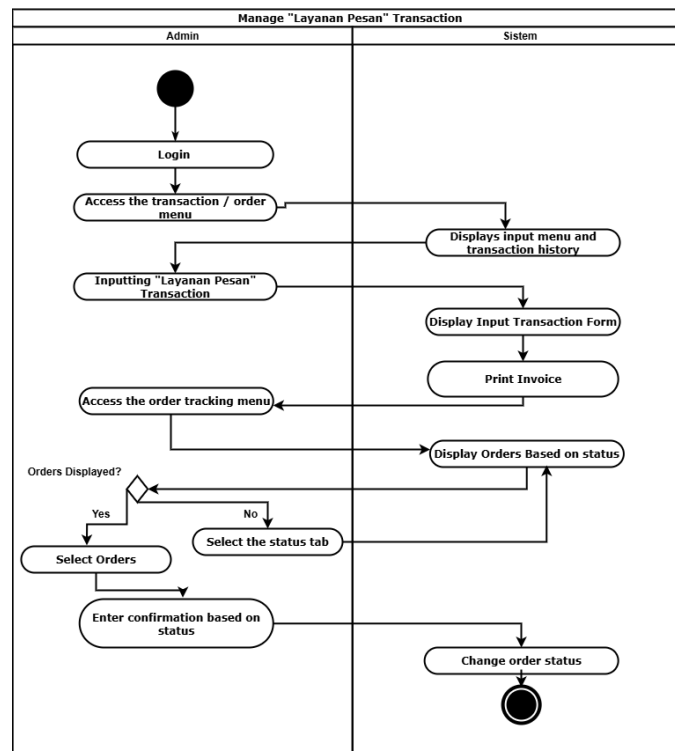 Manage "Layanan Pesan" Transaction
Admin
Sistem
Login
Access the transaction / order
menu
Displays input menu and
transaction history
Inputting "Layanan Pesan"
Transaction
Display Input Transaction Form
Print Invoice
Access the order tracking menu
Display Orders Based on status
Orders Displayed?
Yes
No
Select the status tab
Select Orders
Enter confirmation based on
status
Change order status